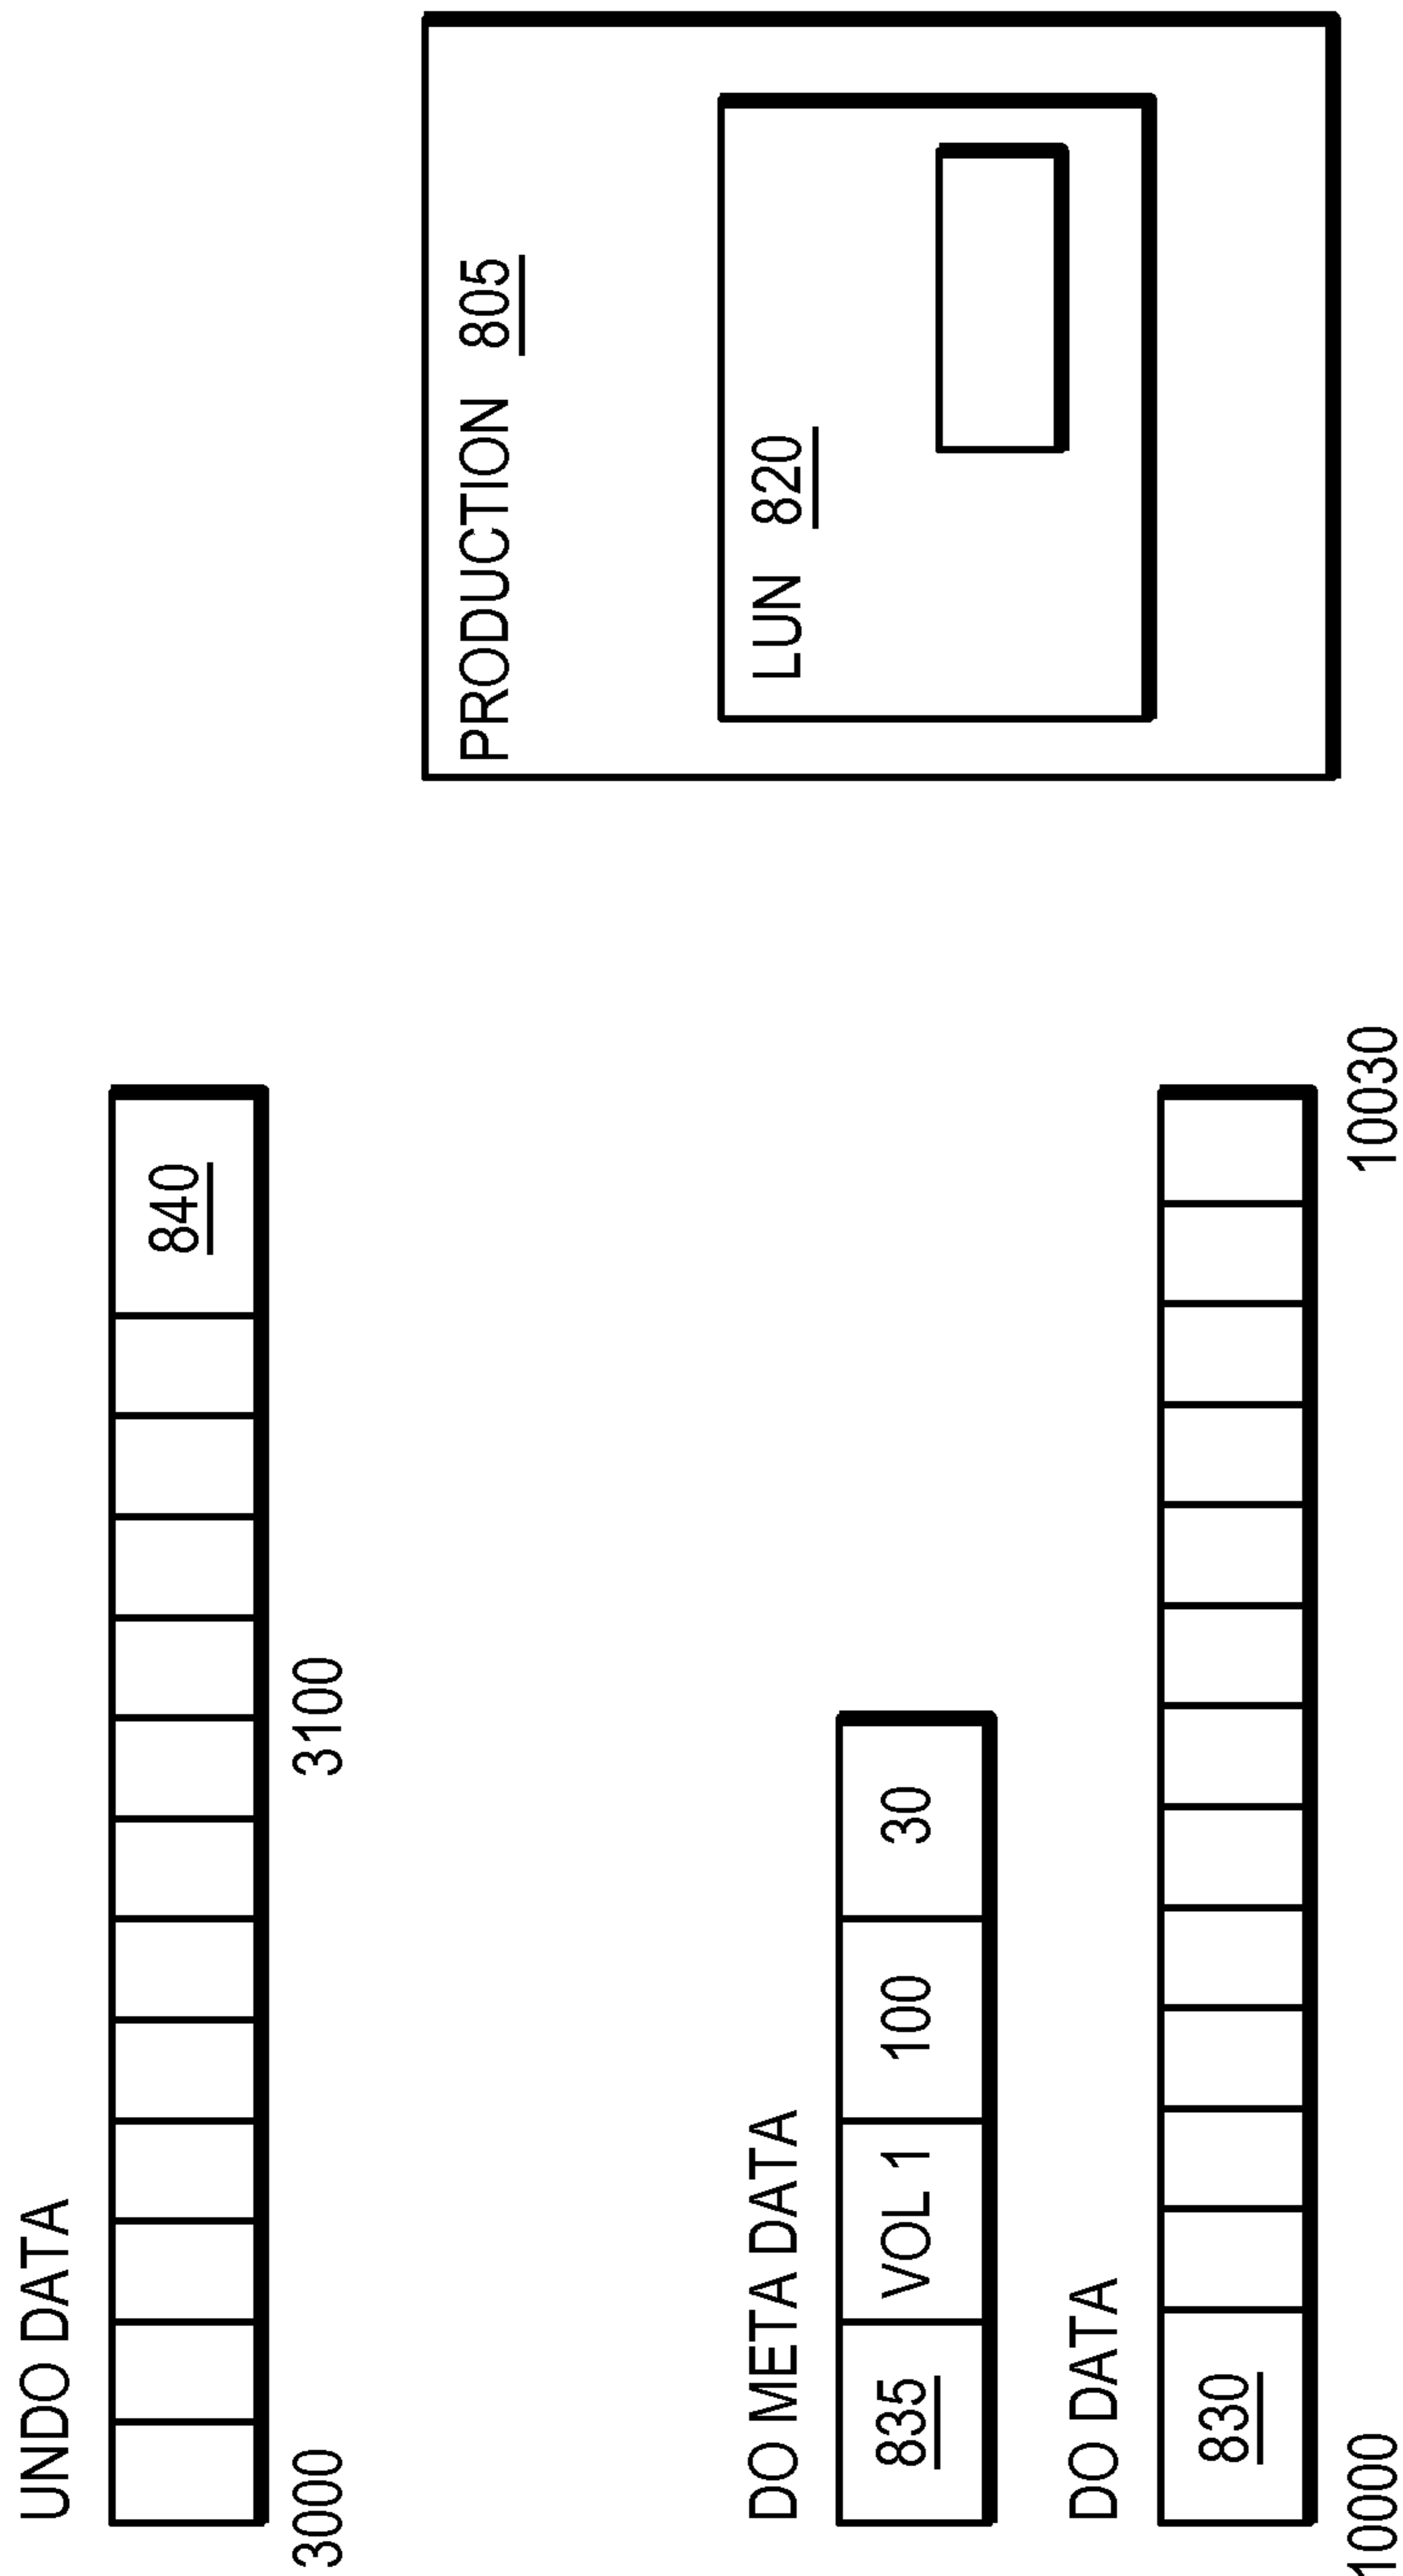 UNDO DATA
840
3000
3100
PRODUCTION 805
LUN 820
DO META DATA
835 VOL 1 100 30
DO DATA
830
10000
10030